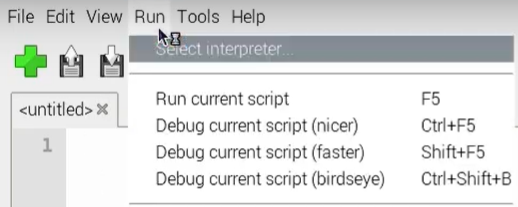 File Edit View Run Tools Help
Select interpreter...
Run current script F5
<untitled> ×
Debug current script (nicer) Ctrl+F5
1
Debug current script (faster) Shift+F5
Debug current script (birdseye) Ctrl+Shift+B